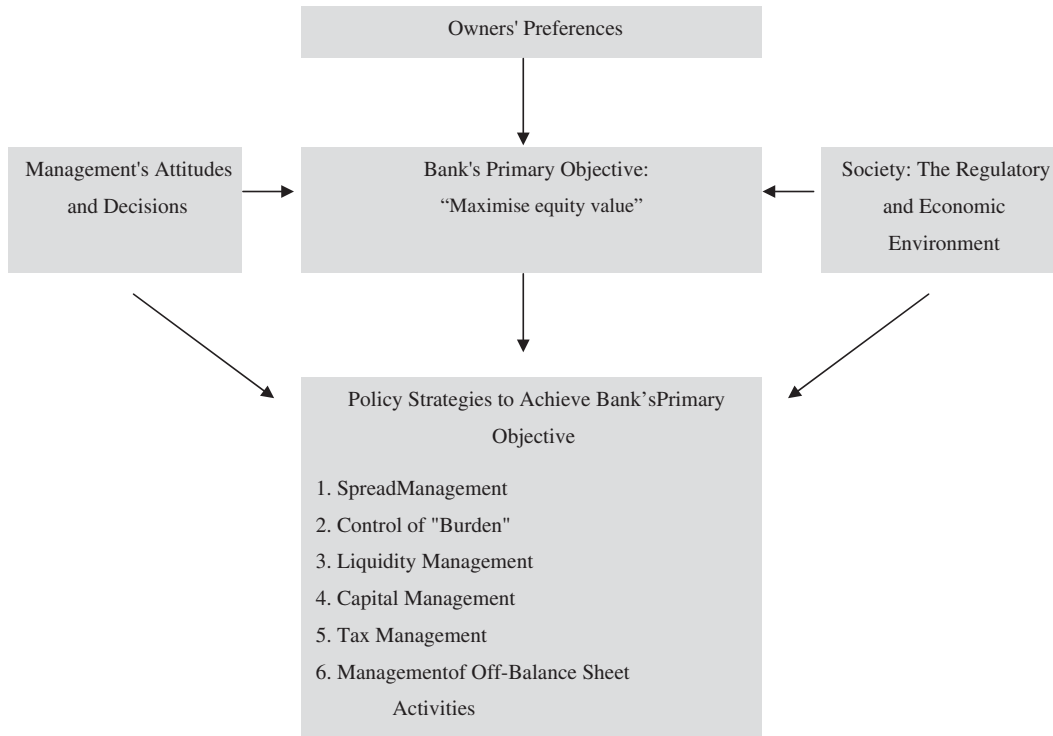 Owners' Preferences
Management's Attitudes
and Decisions
Bank's Primary Objective:
“Maximise equity value”
Society: The Regulatory
and Economic
Environment
Policy Strategies to Achieve Bank’sPrimary
Objective
1. SpreadManagement
2. Control of "Burden"
3. Liquidity Management
4. Capital Management
5. Tax Management
6. Managementof Off-Balance Sheet
Activities